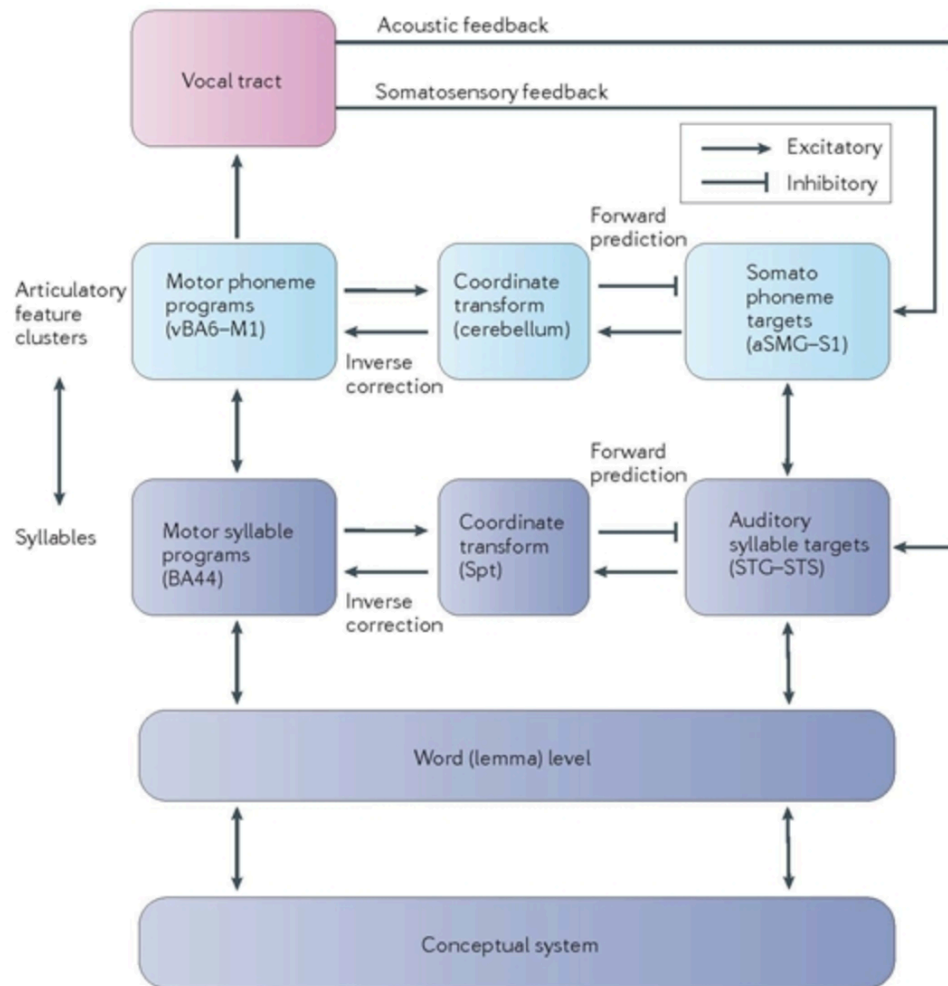 Acoustic feedback
Vocal tract
Somatosensory feedback
Excitatory
Inhibitory
Forward
prediction
Articulatory
feature
clusters
Motor phoneme
programs
(vBA6–M1)
Coordinate
transform
(cerebellum)
Somato
phoneme
targets
(aSMG–S1)
Inverse
correction
Forward
prediction
Syllables
Motor syllable
programs
(BA44)
Coordinate
transform
(Spt)
Auditory
syllable targets
(STG–STS)
Inverse
correction
Word (lemma) level
Conceptual system